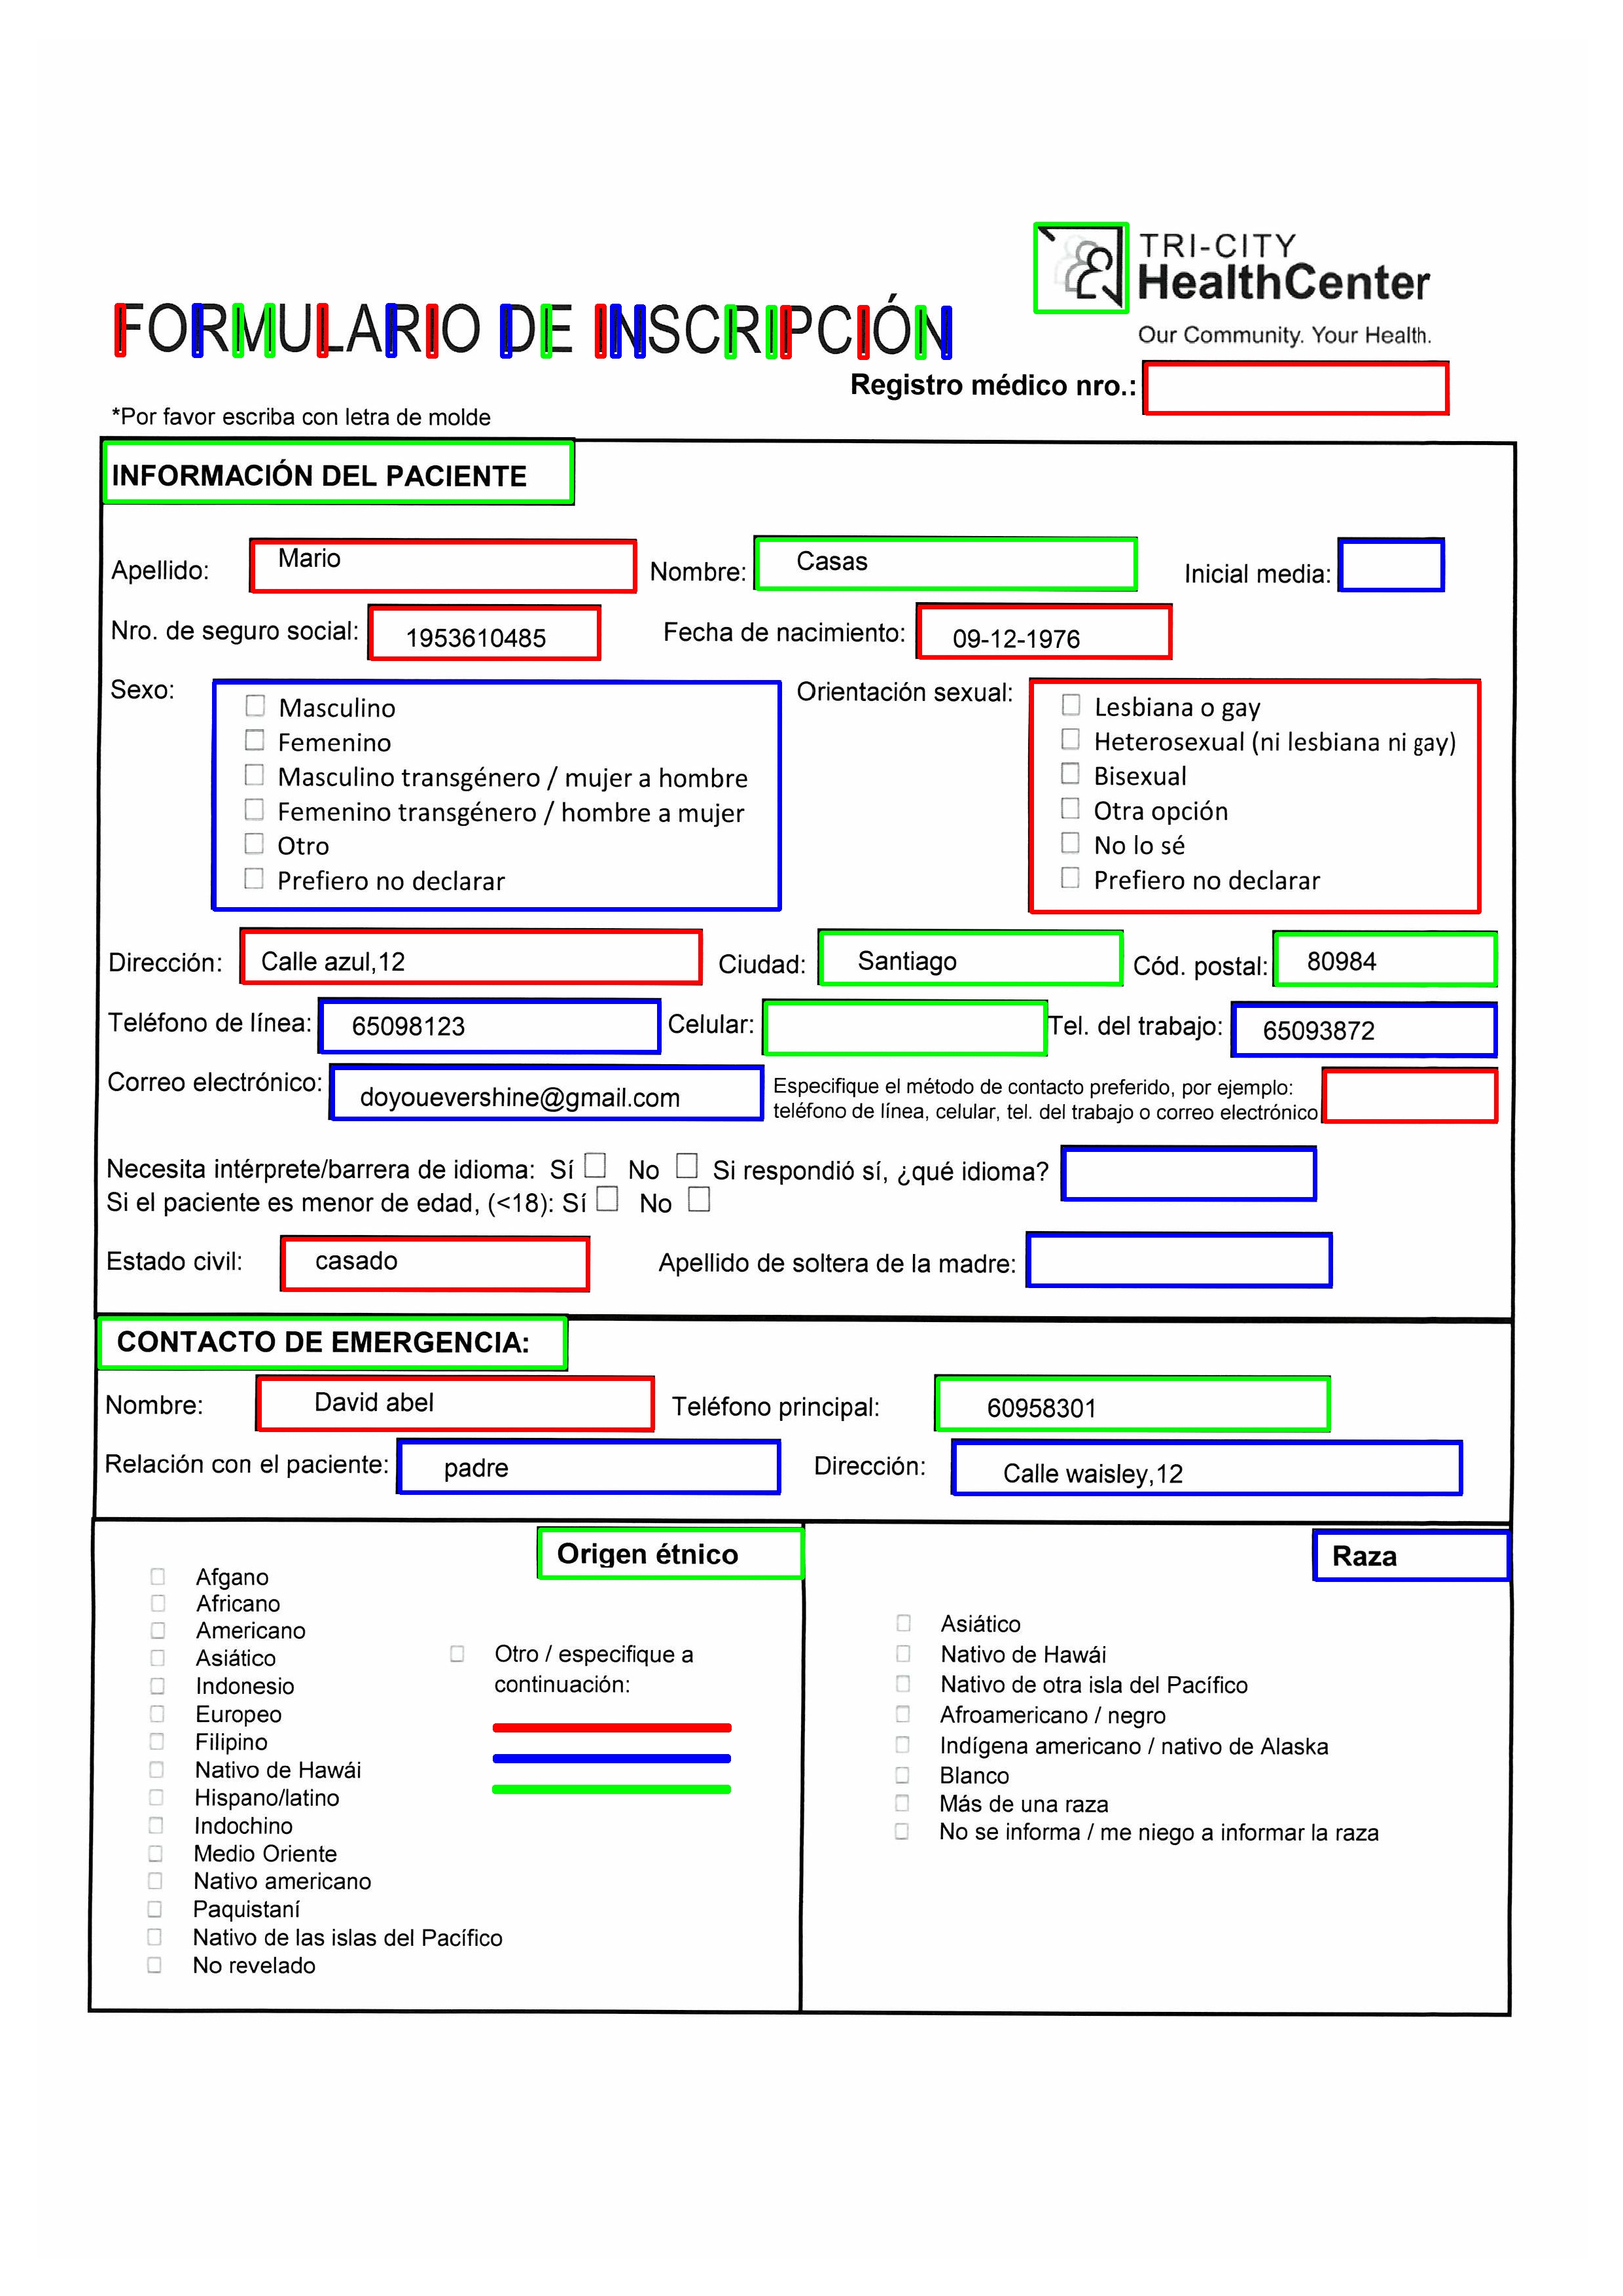 TRI-CITY
HealthCenter
Our Community. Your Health.
FORMULARIO DE INSCRIPCIÓN
Registro médico nro.:
*Por favor escriba con letra de molde
INFORMACIÓN DEL PACIENTE
Apellido: Mario Nombre: Casas Inicial media:
Nro. de seguro social: 1953610485 Fecha de nacimiento: 09-12-1976
Sexo:
Masculino
Femenino
Masculino transgénero / mujer a hombre
Femenino transgénero / hombre a mujer
Otro
Prefiero no declarar
Orientación sexual:
Lesbiana o gay
Heterosexual (ni lesbiana ni gay)
Bisexual
Otra opción
No lo sé
Prefiero no declarar
Dirección: Calle azul,12 Ciudad: Santiago Cód. postal: 80984
Teléfono de línea: 65098123 Celular: Tel. del trabajo: 65093872
Correo electrónico: doyouevershine@gmail.com
Especifique el método de contacto preferido, por ejemplo:
teléfono de línea, celular, tel. del trabajo o correo electrónico
Necesita intérprete/barrera de idioma: Sí No Si respondió sí, ¿qué idioma?
Si el paciente es menor de edad, (<18): Sí No
Estado civil: casado Apellido de soltera de la madre:
CONTACTO DE EMERGENCIA:
Nombre: David abel Teléfono principal: 60958301
Relación con el paciente: padre Dirección: Calle waisley,12
Origen étnico
Afgano
Africano
Americano
Asiático
Indonesio
Europeo
Filipino
Nativo de Hawái
Hispano/latino
Indochino
Medio Oriente
Nativo americano
Paquistaní
Nativo de las islas del Pacífico
No revelado
Otro / especifique a
continuación:
Raza
Asiático
Nativo de Hawái
Nativo de otra isla del Pacífico
Afroamericano / negro
Indígena americano / nativo de Alaska
Blanco
Más de una raza
No se informa / me niego a informar la raza